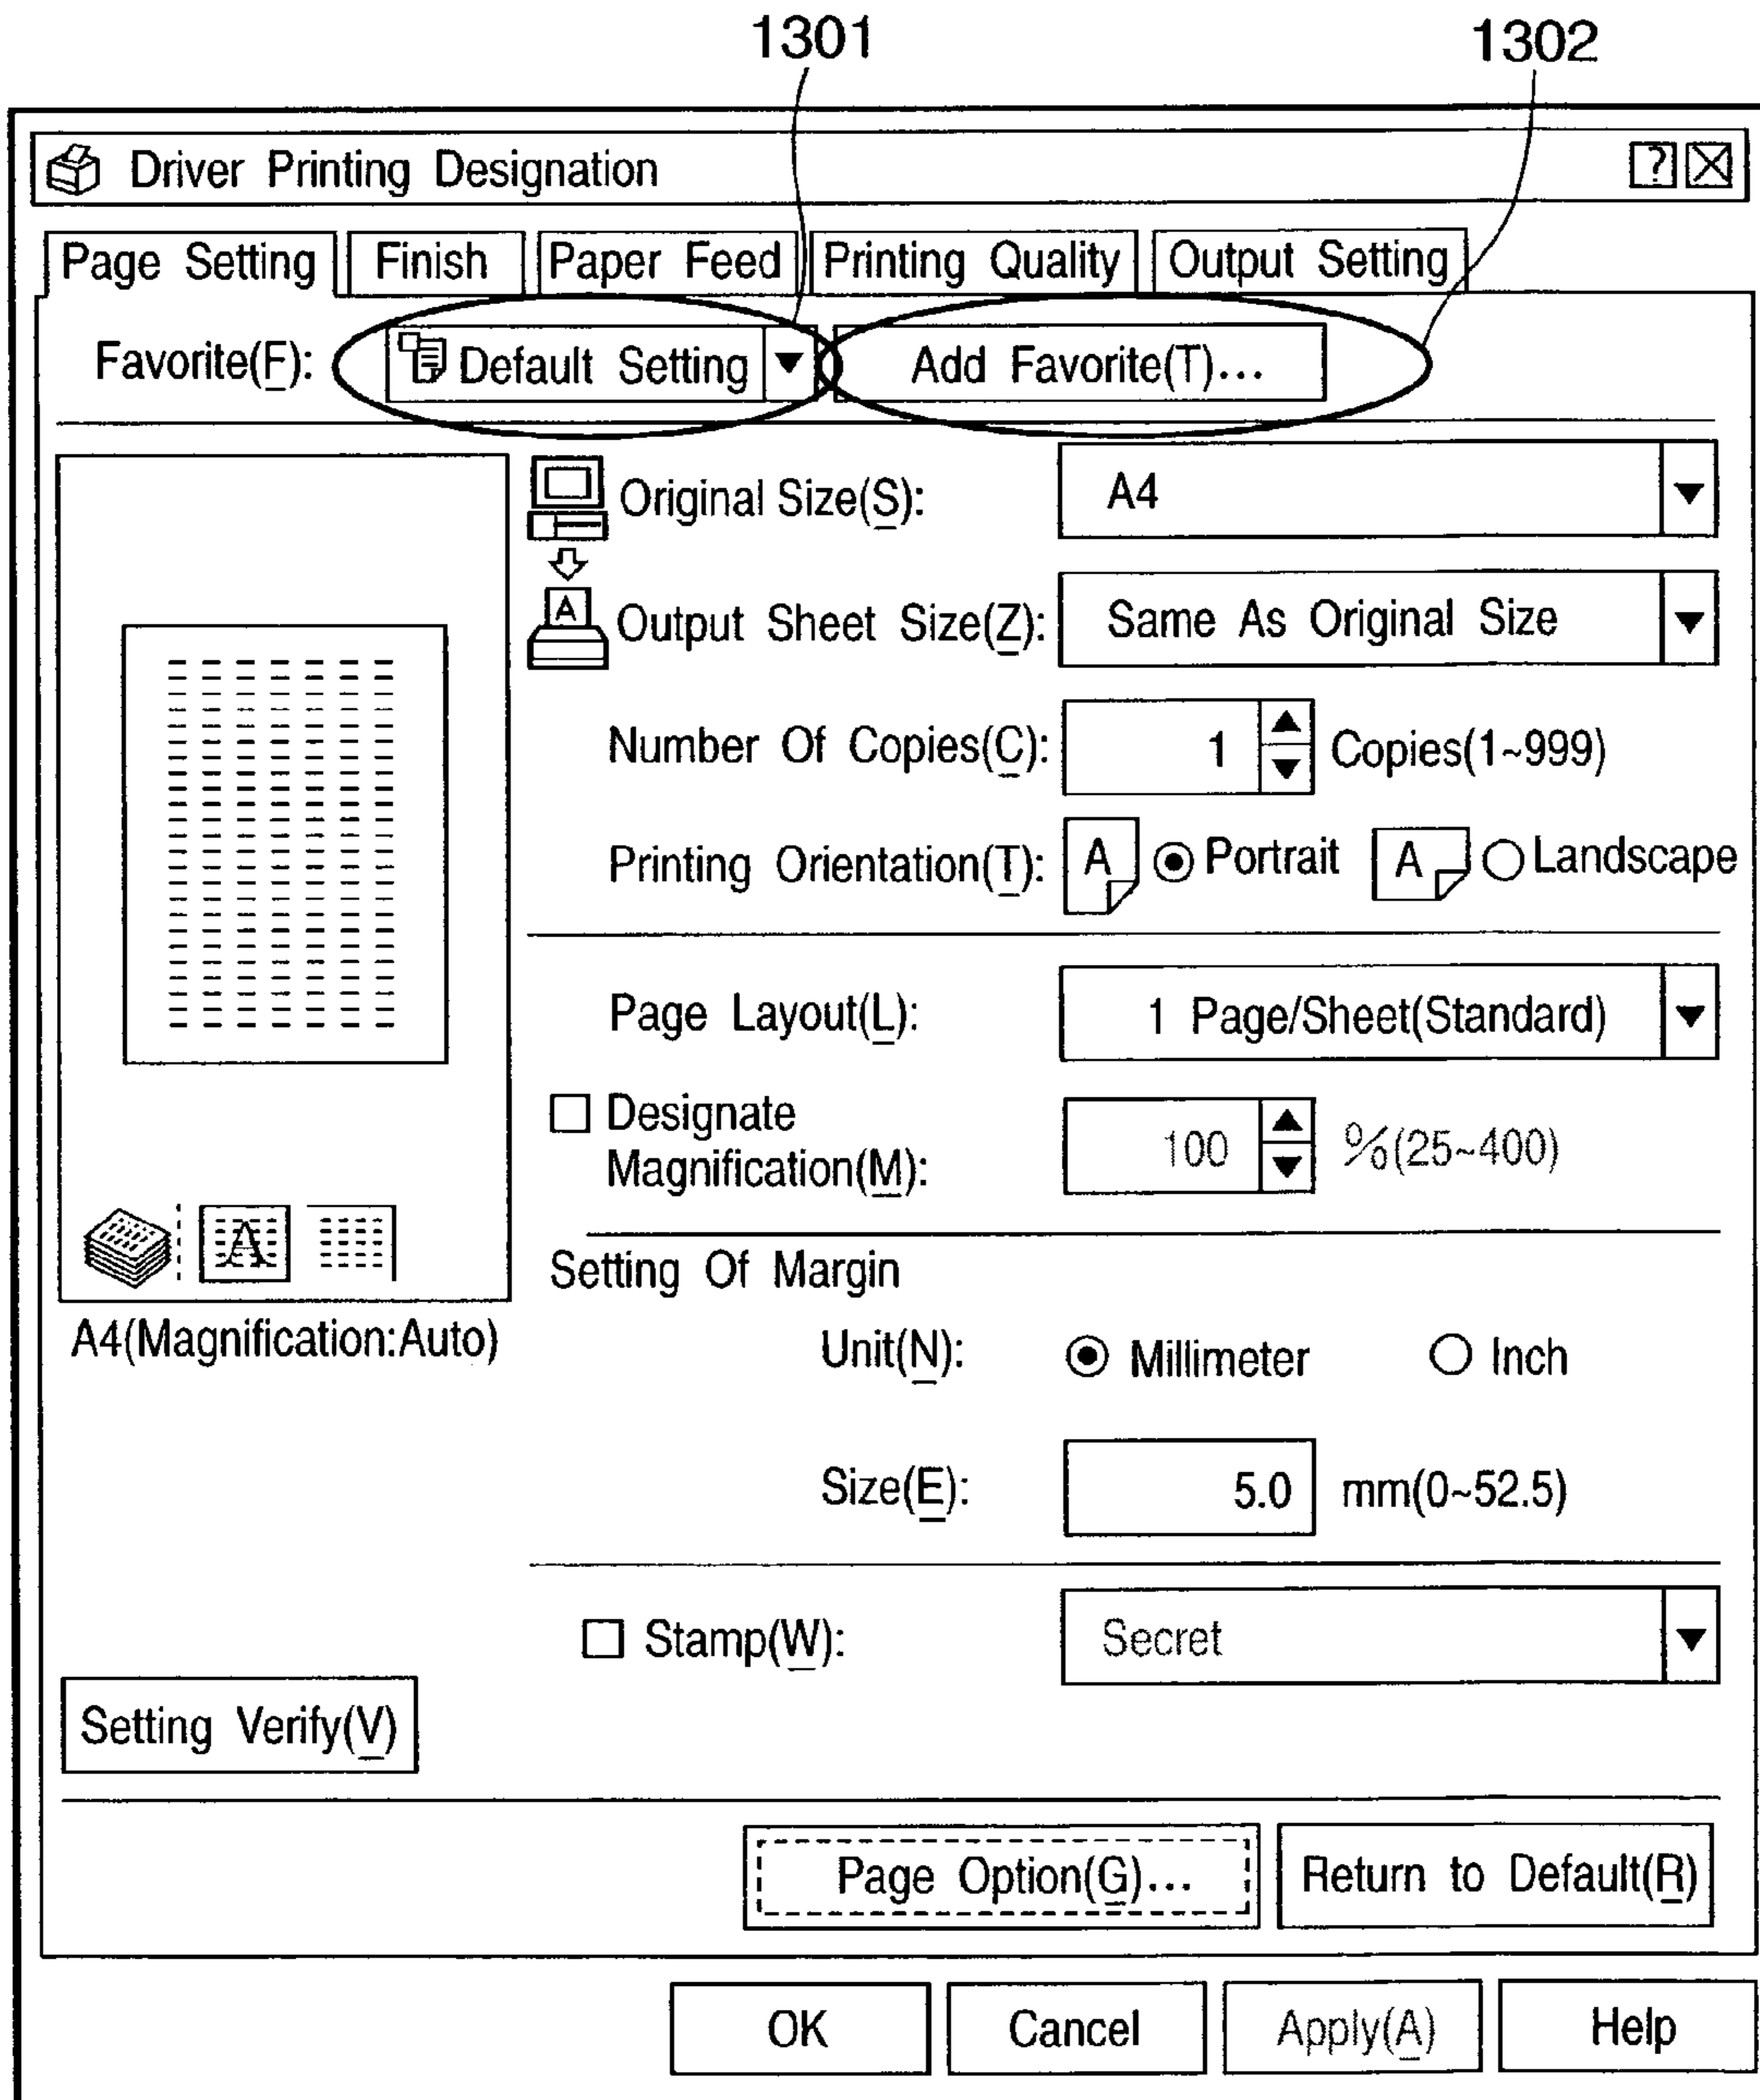 1301 1302
Driver Printing Designation ?
Page Setting Finish Paper Feed Printing Quality Output Setting
Favorite(F): Default Setting Add Favorite(T)...
Original Size(S): A4
A Output Sheet Size(Z): Same As Original Size
Number Of Copies(C): 1 Copies(1~999)
Printing Orientation(T): A Portrait A Landscape
Page Layout(L): 1 Page/Sheet(Standard)
Designate
Magnification(M): 100 %(25~400)
A
Setting Of Margin
A4(Magnification:Auto) Unit(N): Millimeter Inch
Size(E): 5.0 mm(0~52.5)
Stamp(W): Secret
Setting Verify(V)
Page Option(G)... Return to Default(R)
OK Cancel Apply(A) Help